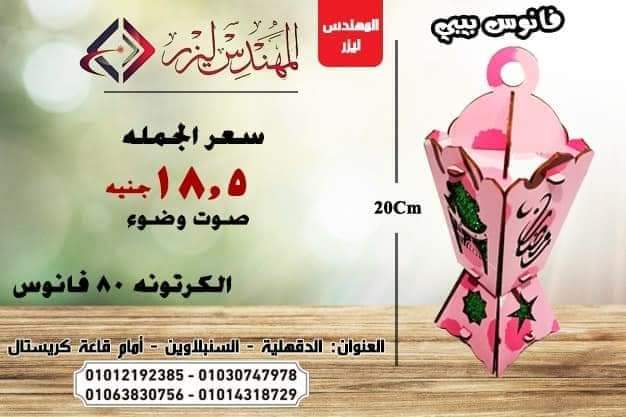 فانوس بيبي
المهندس
ليزر
المهندس ليزر
سعر الجمله
١٨,٥ جنيه
صوت وضوء
20Cm
الكرتونه ٨٠ فانوس
العنوان: الدقهلية - السنبلاوين - أمام قاعة كريستال
01012192385 - 01030747978
01063830756 - 01014318729